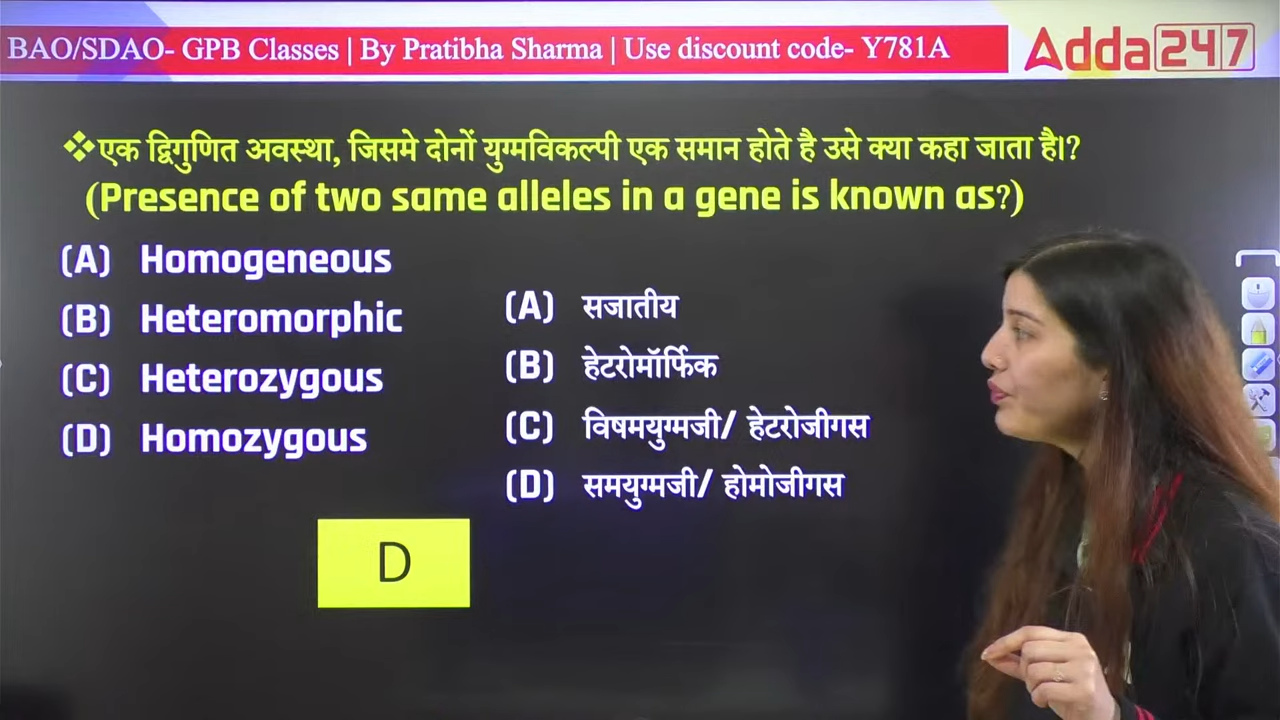 BAO/SDAO- GPB Classes | By Pratibha Sharma | Use discount code- Y781A
Adda247
❖एक द्विगुणित अवस्था, जिसमे दोनों युग्मविकल्पी एक समान होते है उसे क्या कहा जाता है।?
(Presence of two same alleles in a gene is known as?)
(A) Homogeneous
(B) Heteromorphic
(C) Heterozygous
(D) Homozygous
(A) सजातीय
(B) हेटरोमॉर्फिक
(C) विषमयुग्मजी/ हेटरोजीगस
(D) समयुग्मजी/ होमोजीगस
D